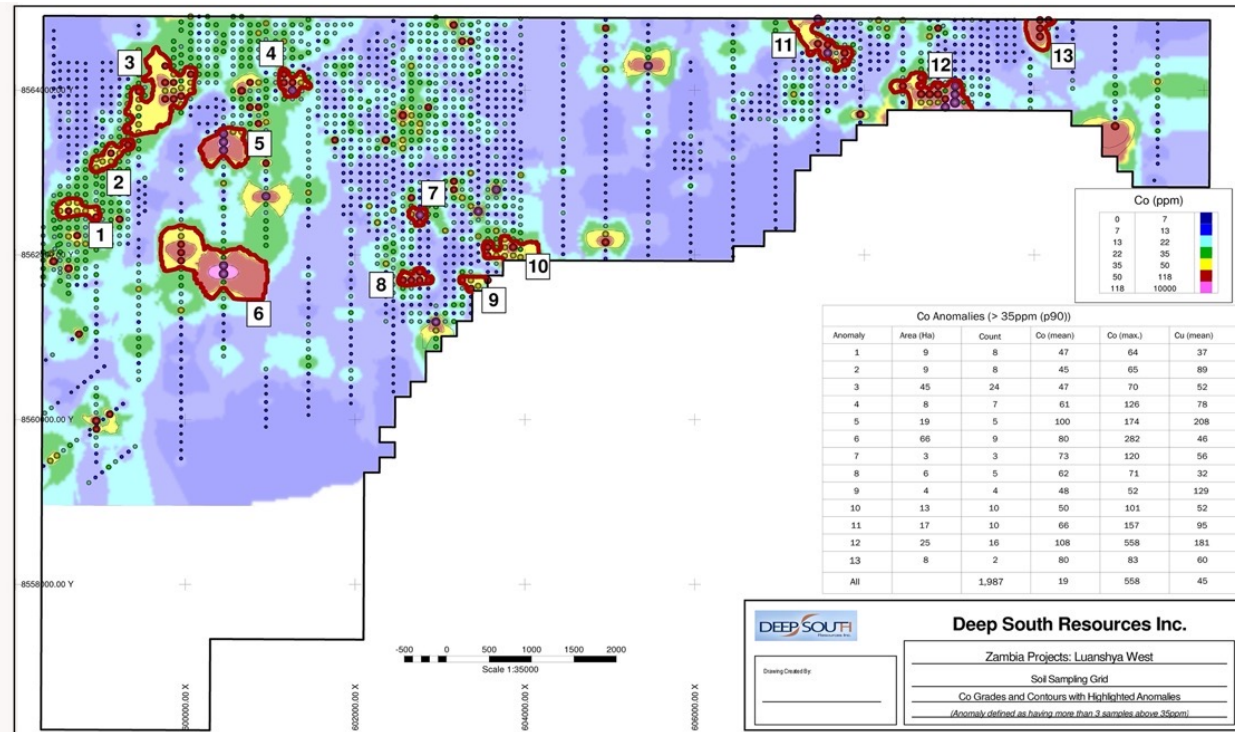 11
13
3
4
12
8564000.00 Y
5
2
7
1
Co (ppm)
0 7
7 13
13 22
22 35
35 50
50 118
118 10000
10
8
9
6
Co Anomalies (> 35ppm (p90))
Anomaly Area (Ha) Count Co (mean) Co (max.) Cu (mean)
1 9 8 47 64 37
2 9 8 45 65 89
3 45 24 47 70 52
4 8 7 61 126 78
5 19 5 100 174 208
6 66 9 80 282 46
7 3 3 73 120 56
8 6 5 62 71 32
9 4 4 48 52 129
10 13 10 50 101 52
11 17 10 66 157 95
12 25 16 108 558 181
13 8 2 80 83 60
All 1,987 19 558 45
8560000.00 Y
8558000.00 Y
-500 0 500 1000 1500 2000
Scale 1:35000
602000.00 X
604000.00 X
606000.00 X
DEEP SOUTH
Resources Inc.
Drawing Created By:
Deep South Resources Inc.
Zambia Projects: Luanshya West
Soil Sampling Grid
Co Grades and Contours with Highlighted Anomalies
(Anomaly defined as having more than 3 samples above 35ppm)